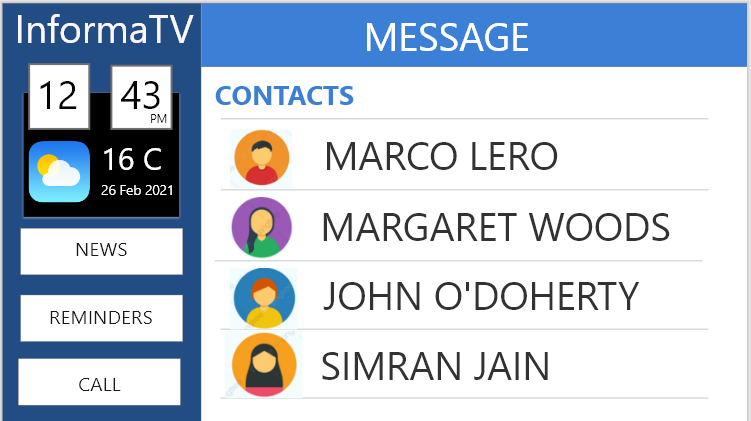 InformaTV
12
43
PM
16 C
26 Feb 2021
NEWS
REMINDERS
CALL
MESSAGE
CONTACTS
MARCO LERO
MARGARET WOODS
JOHN O'DOHERTY
SIMRAN JAIN